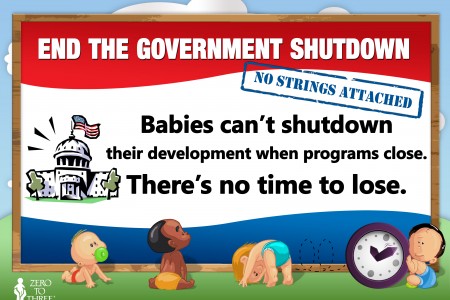 END THE GOVERNMENT SHUTDOWN
NO STRINGS ATTACHED
Babies can't shutdown
their development when programs close.
There's no time to lose.
ZERO
TO
THREE